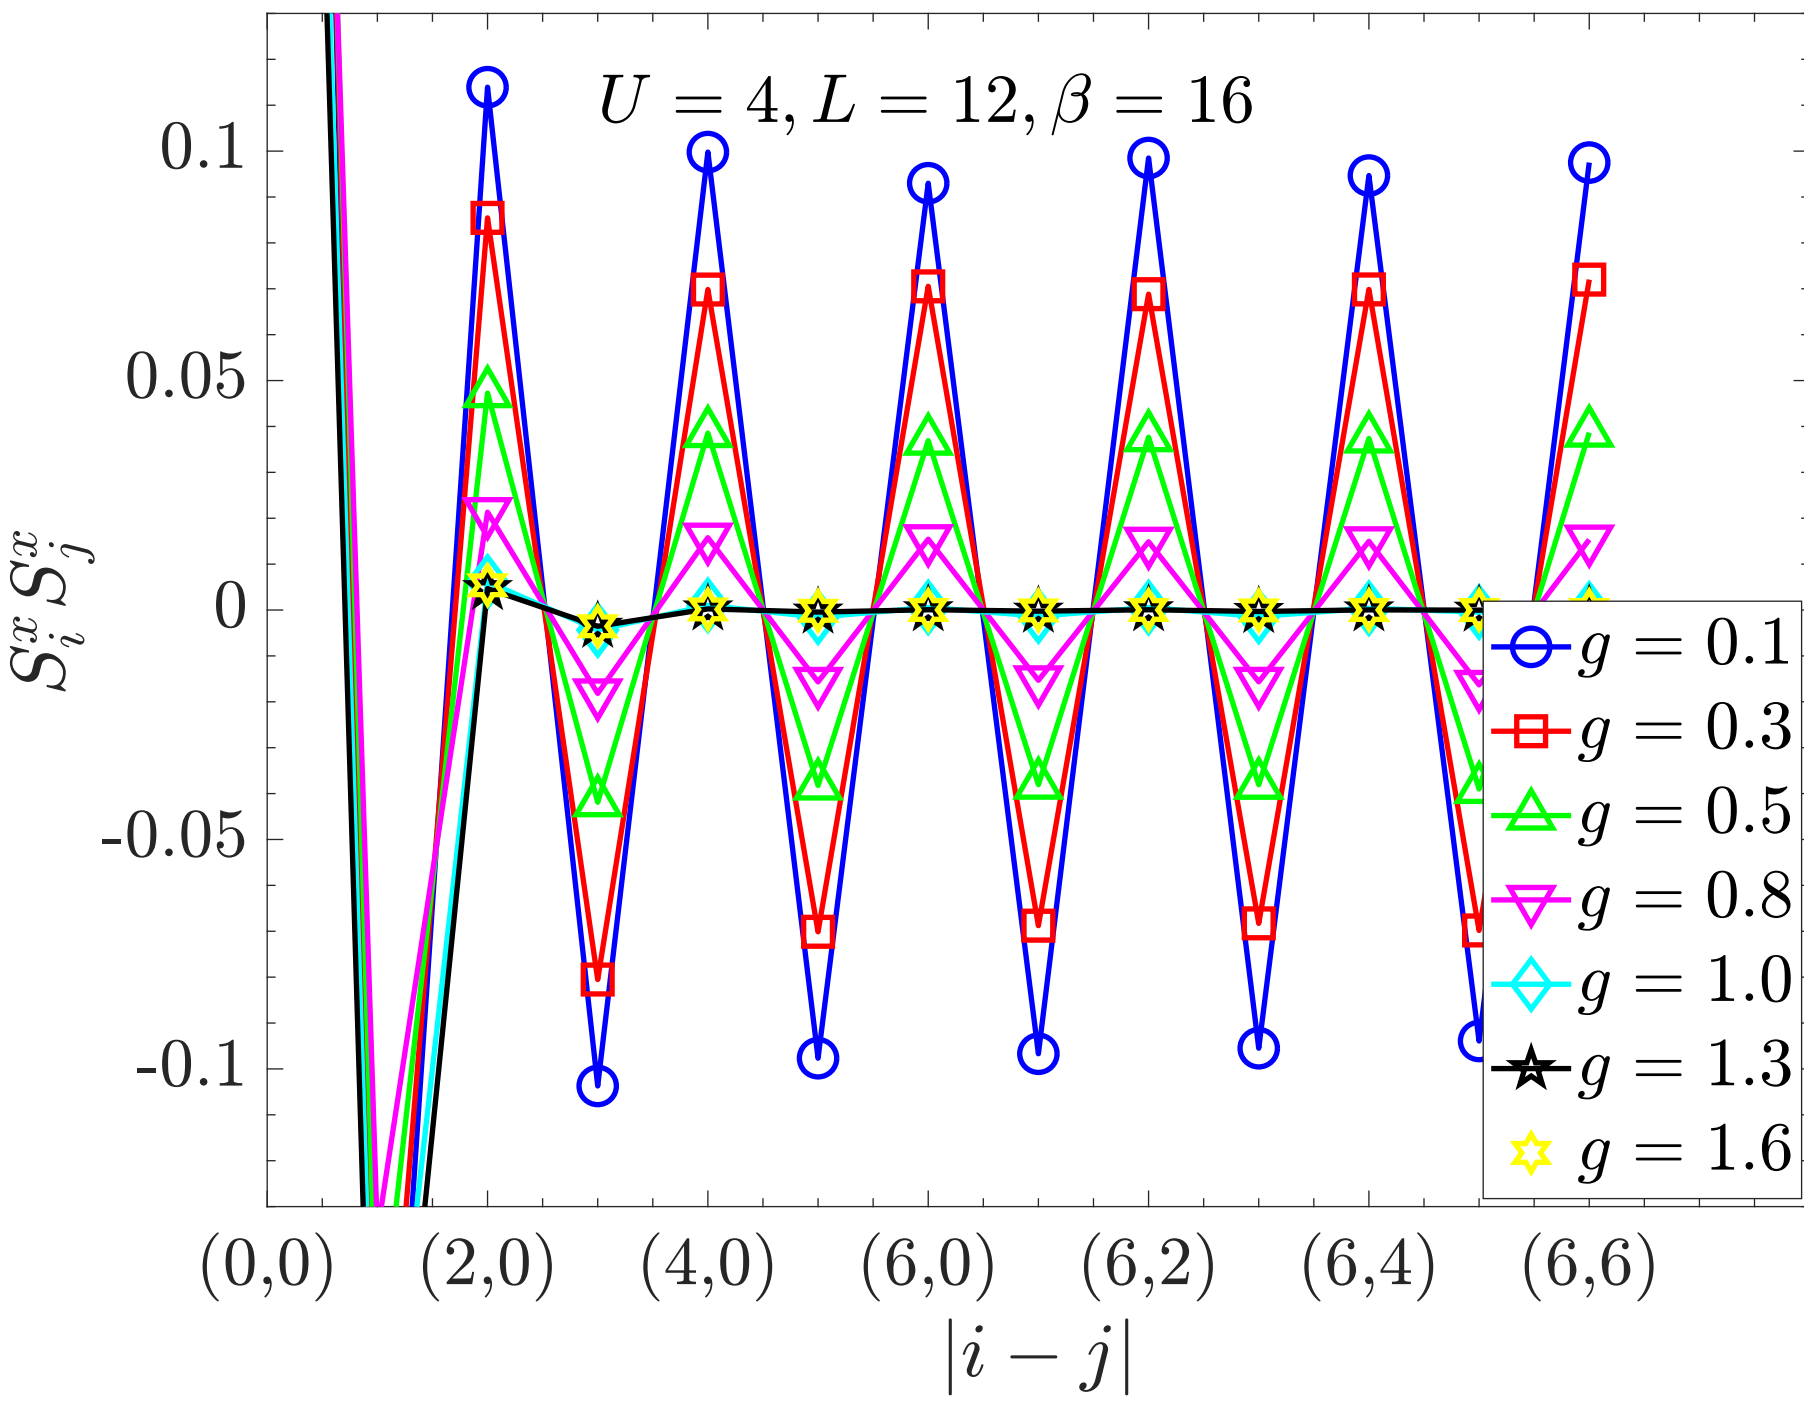 U = 4, L = 12, β = 16
0.1
0.05
0
-0.05
-0.1
S_i^x S_j^x
(0,0) (2,0) (4,0) (6,0) (6,2) (6,4) (6,6)
|i − j|
g = 0.1
g = 0.3
g = 0.5
g = 0.8
g = 1.0
g = 1.3
g = 1.6